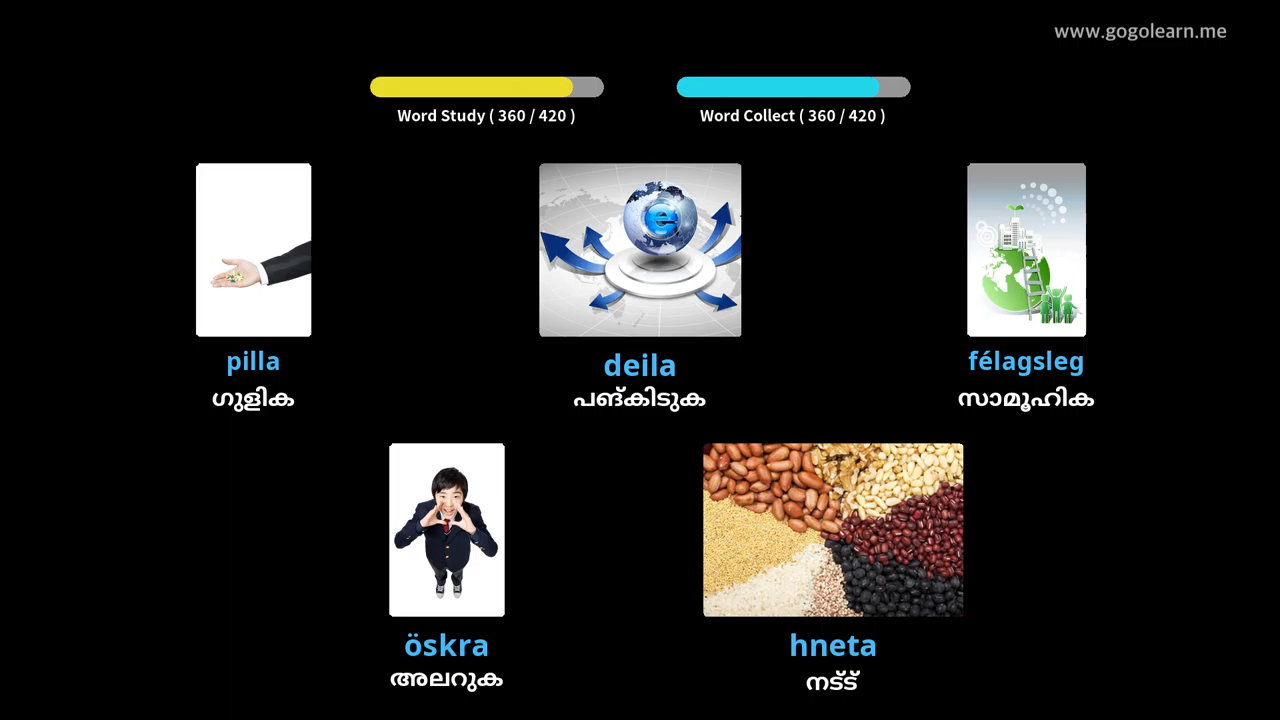 www.gogolearn.me
Word Study ( 360 / 420 )
Word Collect ( 360 / 420 )
e
pilla
ഗുളിക
deila
പങ്കിടുക
félagsleg
സാമൂഹിക
öskra
അലറുക
hneta
നട്ട്